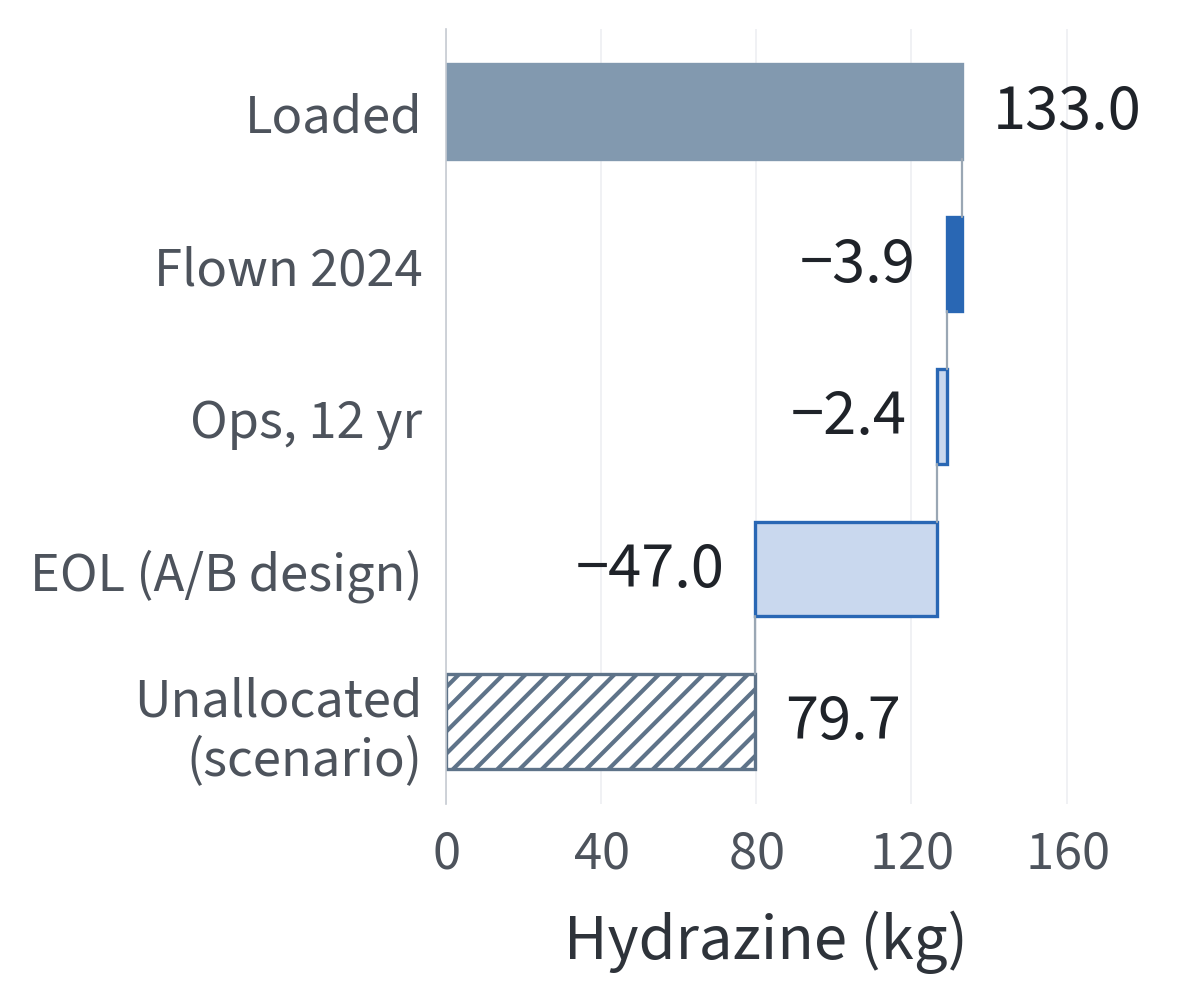 Loaded
133.0
Flown 2024
−3.9
Ops, 12 yr
−2.4
EOL (A/B design)
−47.0
Unallocated
(scenario)
79.7
0 40 80 120 160
Hydrazine (kg)